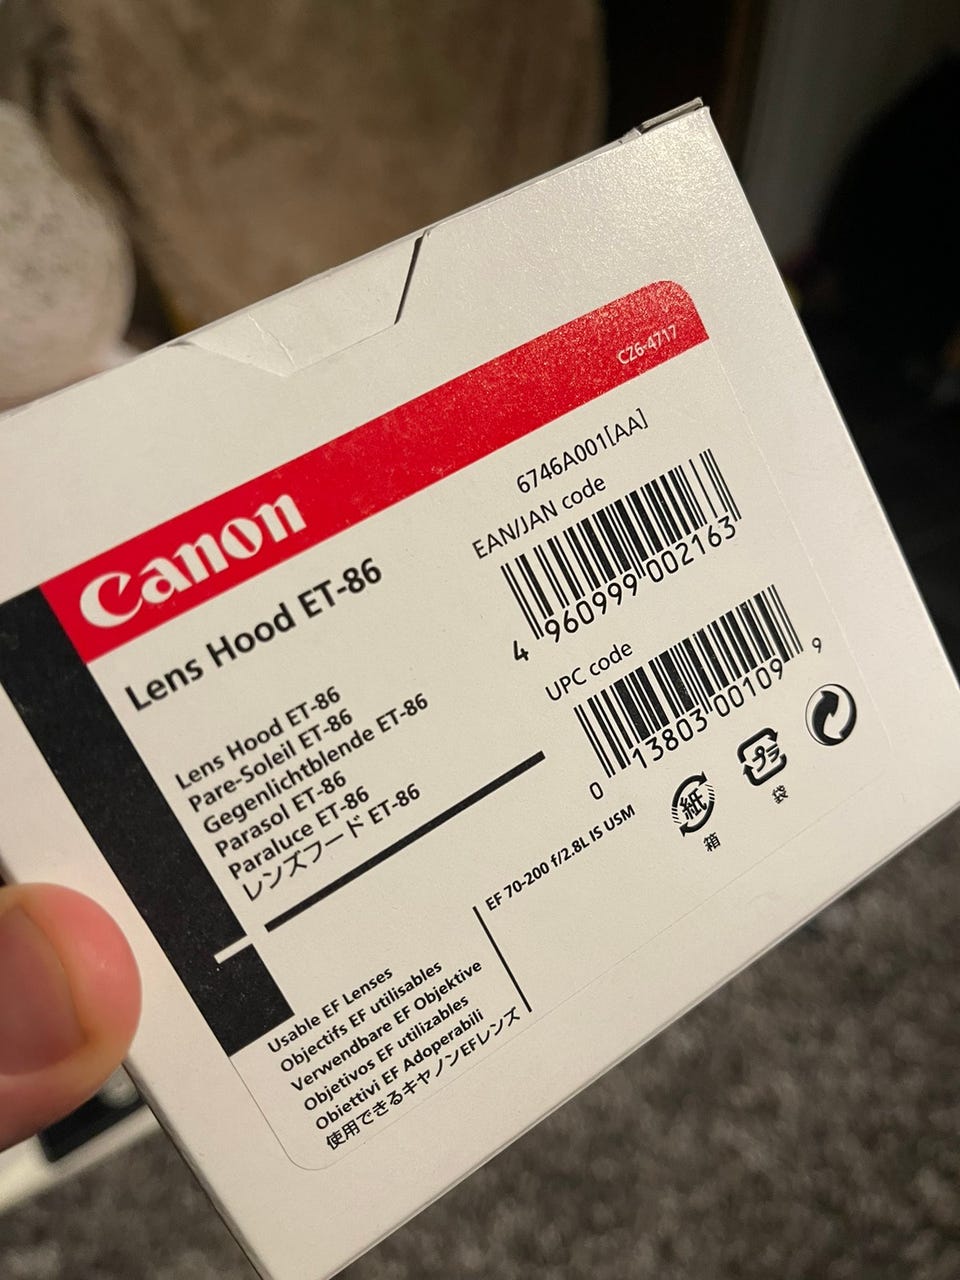 CZ6-4717
Canon
Lens Hood ET-86
6746A001[AA]
EAN/JAN code
4 960999 002163
UPC code
0 13803 00109 9
Lens Hood ET-86
Pare-Soleil ET-86
Gegenlichtblende ET-86
Parasol ET-86
Paraluce ET-86
レンズフード ET-86
紙
箱
プラ
袋
Usable EF Lenses
Objectifs EF utilisables
Verwendbare EF Objektive
Objetivos EF utilizables
Obiettivi EF Adoperabili
使用できるキヤノンEFレンズ
EF 70-200 f/2.8L IS USM